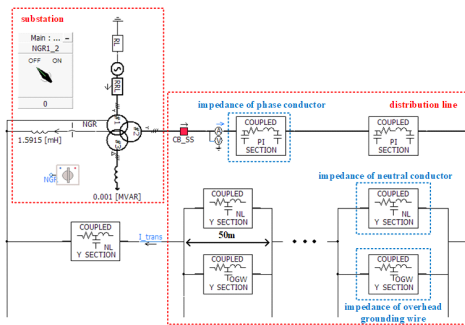 substation
Main : ...
NGR1_2
OFF ON
0
RL
S
RRL
#1
#2
NGR
1.5915 [mH]
CB_SS
A
V
0.001 [MVAR]
impedance of phase conductor
distribution line
COUPLED
PI
SECTION
COUPLED
PI
SECTION
impedance of neutral conductor
COUPLED
NL
Y SECTION
COUPLED
NL
Y SECTION
COUPLED
NL
Y SECTION
I_trans
50m
COUPLED
OGW
Y SECTION
COUPLED
OGW
Y SECTION
impedance of overhead
grounding wire